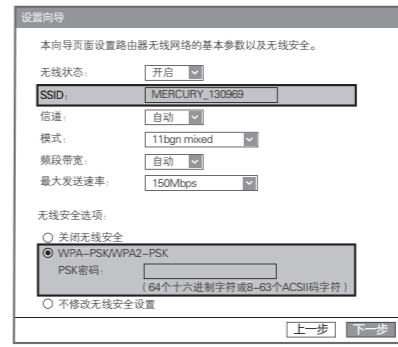 设置向导
本向导页面设置路由器无线网络的基本参数以及无线安全。
无线状态： 开启
SSID： MERCURY_130969
信道： 自动
模式： 11bgn mixed
频段带宽： 自动
最大发送速率： 150Mbps
无线安全选项：
关闭无线安全
WPA-PSK/WPA2-PSK
PSK密码：
（64个十六进制字符或8-63个ACSII码字符）
不修改无线安全设置
上一步 下一步